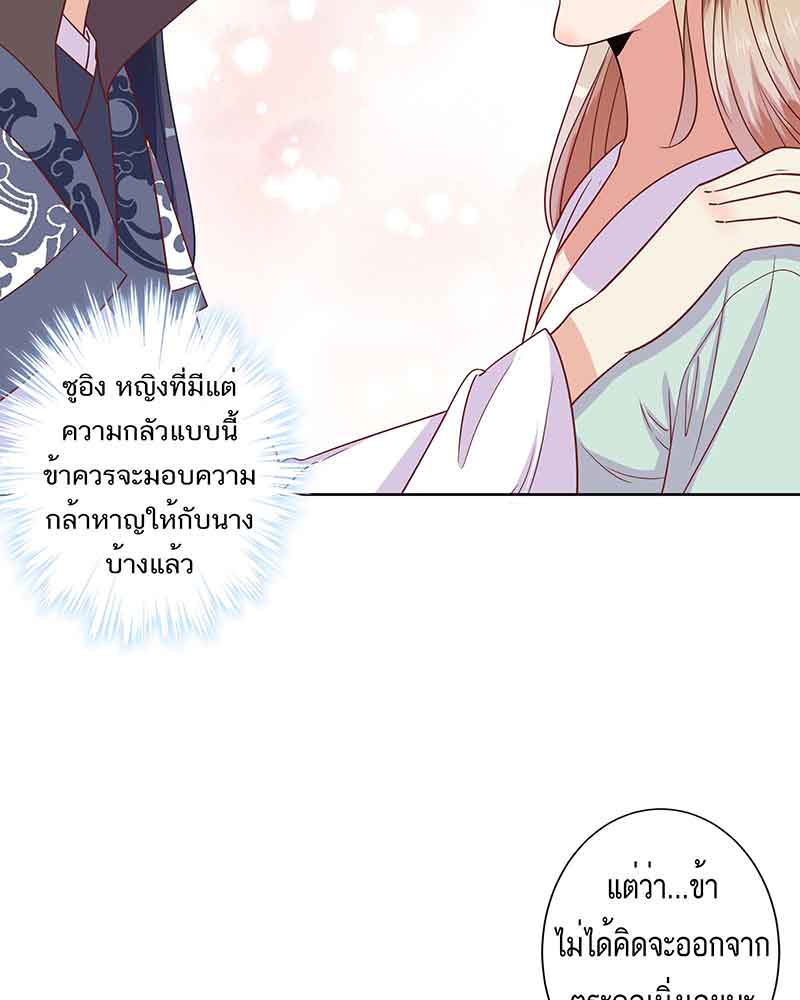 ซูอิง หญิงที่มีแต่
ความกลัวแบบนี้
ข้าควรจะมอบความ
กล้าหาญให้กับนาง
บ้างแล้ว
แต่ว่า...ข้า
ไม่ได้คิดจะออกจาก